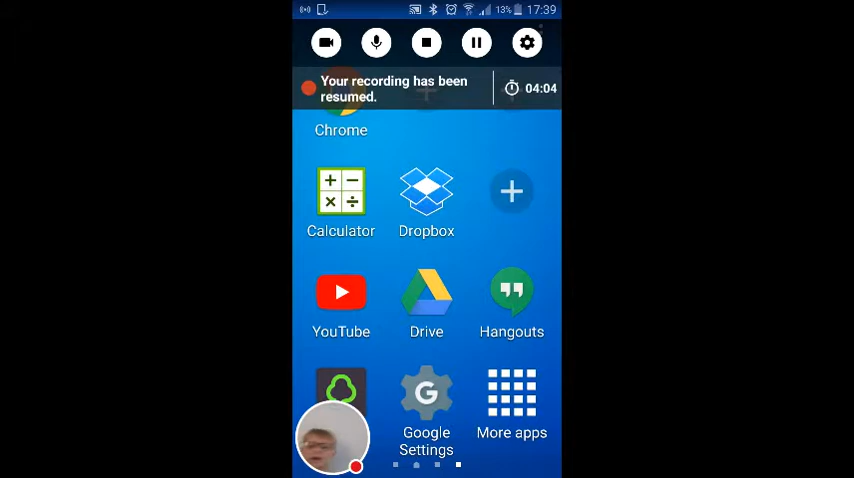 13% 17:39
Your recording has been
resumed.
04:04
Chrome
Calculator Dropbox
YouTube Drive Hangouts
Google
Settings
More apps